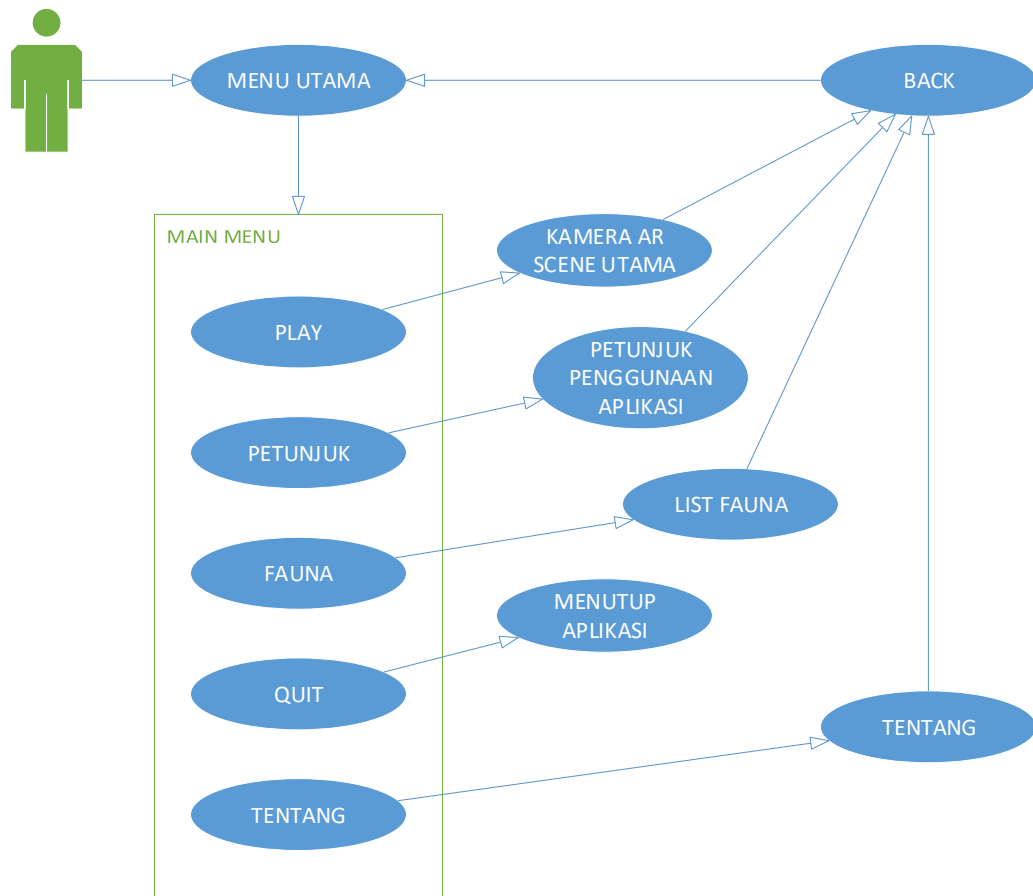 MENU UTAMA
BACK
MAIN MENU
KAMERA AR
SCENE UTAMA
PLAY
PETUNJUK
PENGGUNAAN
APLIKASI
PETUNJUK
LIST FAUNA
FAUNA
MENUTUP
APLIKASI
QUIT
TENTANG
TENTANG